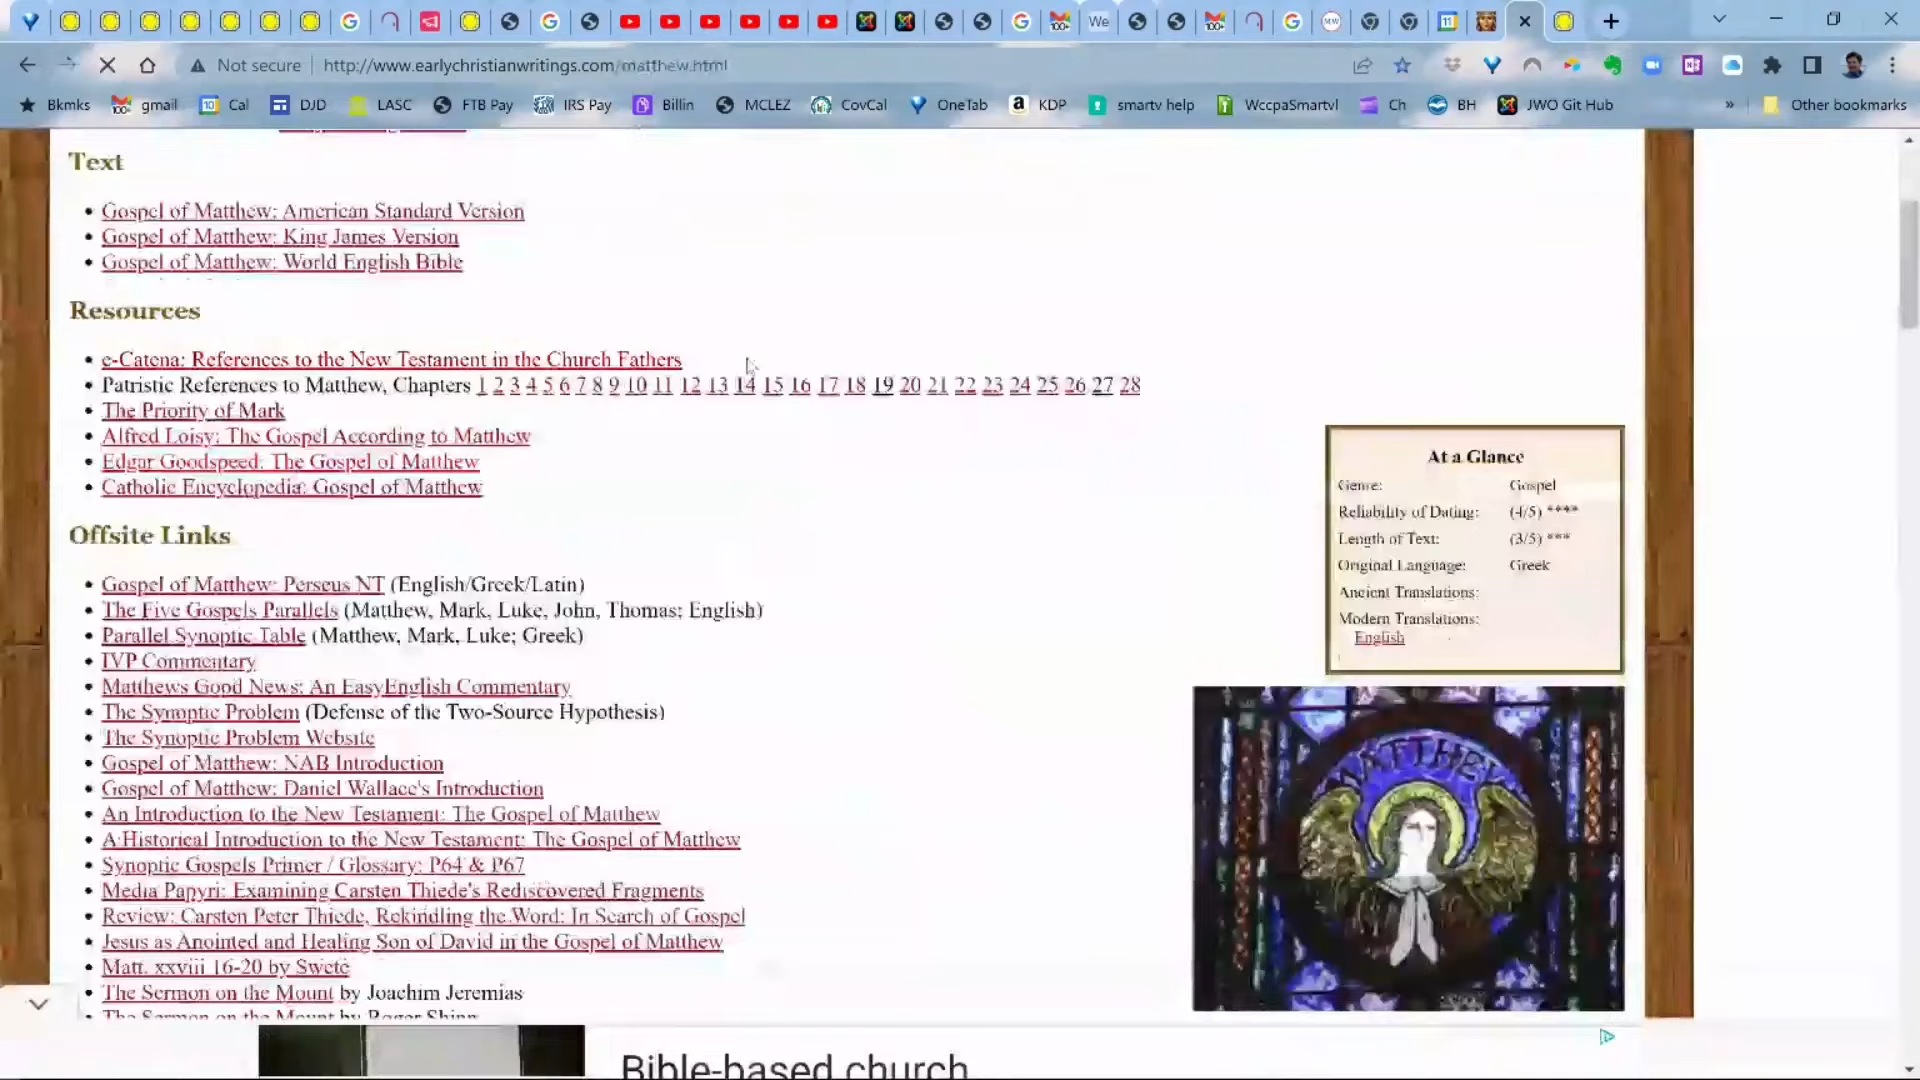 Not secure http://www.earlychristianwritings.com/matthew.html
Bkmks gmail Cal DJD LASC FTB Pay IRS Pay Billin MCLEZ CovCal OneTab KDP smartv help WccpaSmartvl Ch BH JWO Git Hub » Other bookmarks
Text
Gospel of Matthew: American Standard Version
Gospel of Matthew: King James Version
Gospel of Matthew: World English Bible
Resources
e-Catena: References to the New Testament in the Church Fathers
Patristic References to Matthew, Chapters 1 2 3 4 5 6 7 8 9 10 11 12 13 14 15 16 17 18 19 20 21 22 23 24 25 26 27 28
The Priority of Mark
Alfred Loisy: The Gospel According to Matthew
Edgar Goodspeed: The Gospel of Matthew
Catholic Encyclopedia: Gospel of Matthew
Offsite Links
Gospel of Matthew: Perseus NT (English/Greek/Latin)
The Five Gospels Parallels (Matthew, Mark, Luke, John, Thomas; English)
Parallel Synoptic Table (Matthew, Mark, Luke; Greek)
IVP Commentary
Matthews Good News: An EasyEnglish Commentary
The Synoptic Problem (Defense of the Two-Source Hypothesis)
The Synoptic Problem Website
Gospel of Matthew: NAB Introduction
Gospel of Matthew: Daniel Wallace's Introduction
An Introduction to the New Testament: The Gospel of Matthew
A Historical Introduction to the New Testament: The Gospel of Matthew
Synoptic Gospels Primer / Glossary: P64 & P67
Media Papyri: Examining Carsten Thiede's Rediscovered Fragments
Review: Carsten Peter Thiede, Rekindling the Word: In Search of Gospel
Jesus as Anointed and Healing Son of David in the Gospel of Matthew
Matt. xxviii 16-20 by Swete
The Sermon on the Mount by Joachim Jeremias
The Sermon on the Mount by Roger Shinn
At a Glance
Genre: Gospel
Reliability of Dating: (4/5) ****
Length of Text: (3/5) ***
Original Language: Greek
Ancient Translations:
Modern Translations:
English
MATTHEW
Bible-based church